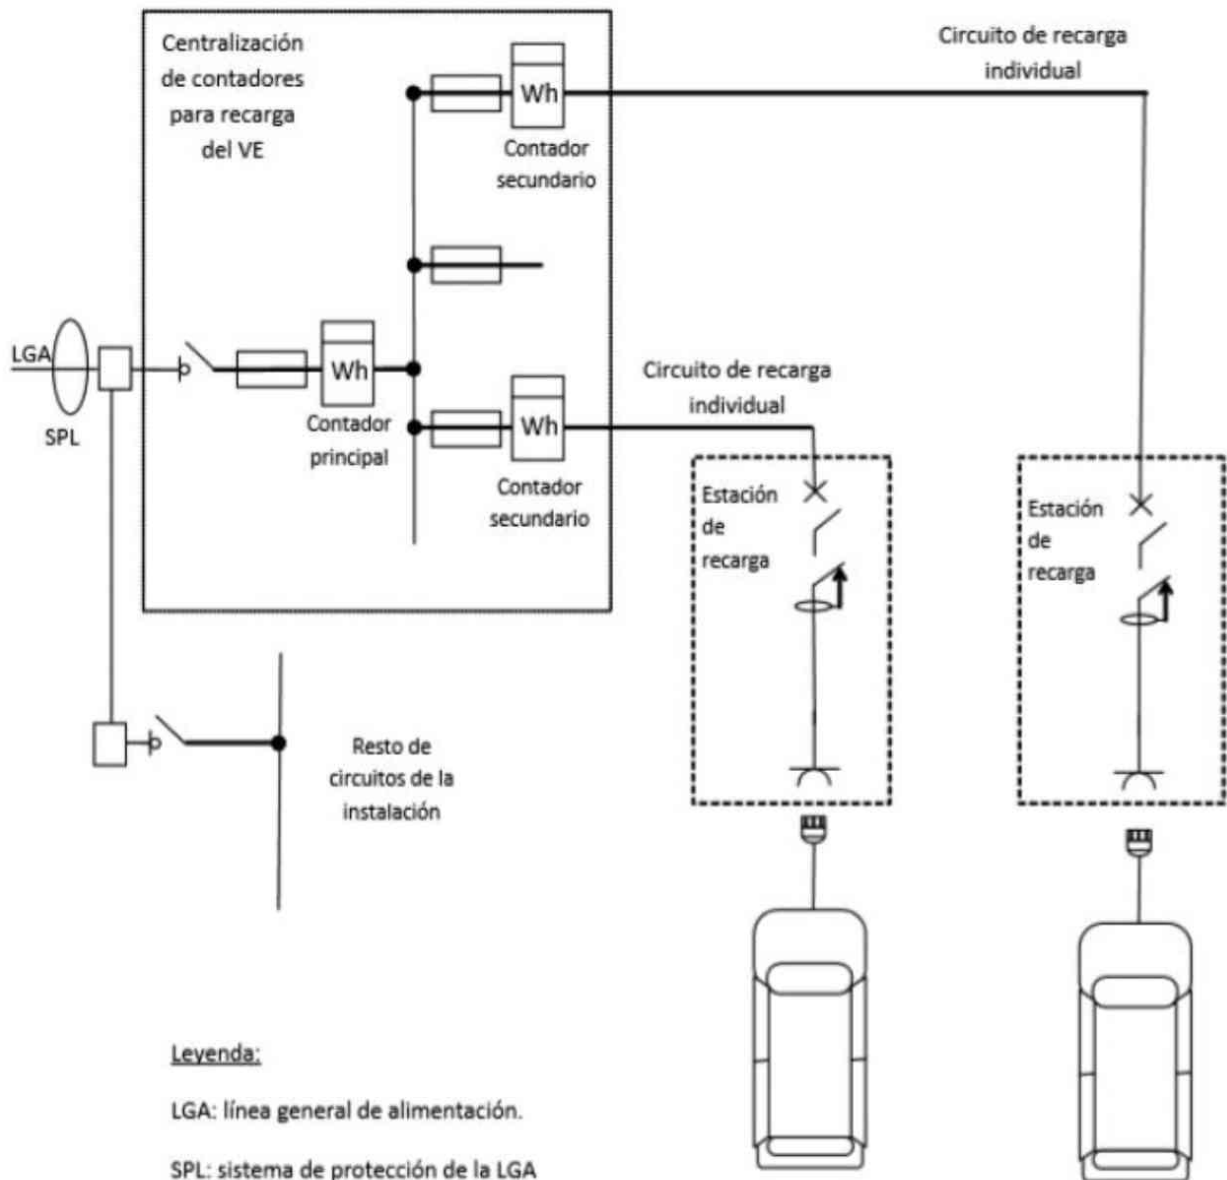 Centralización
de contadores
para recarga
del VE
Wh
Contador
secundario
Circuito de recarga
individual
LGA
SPL
Wh
Contador
principal
Wh
Contador
secundario
Circuito de recarga
individual
Estación
de
recarga
Estación
de
recarga
Resto de
circuitos de la
instalación
Leyenda:
LGA: línea general de alimentación.
SPL: sistema de protección de la LGA